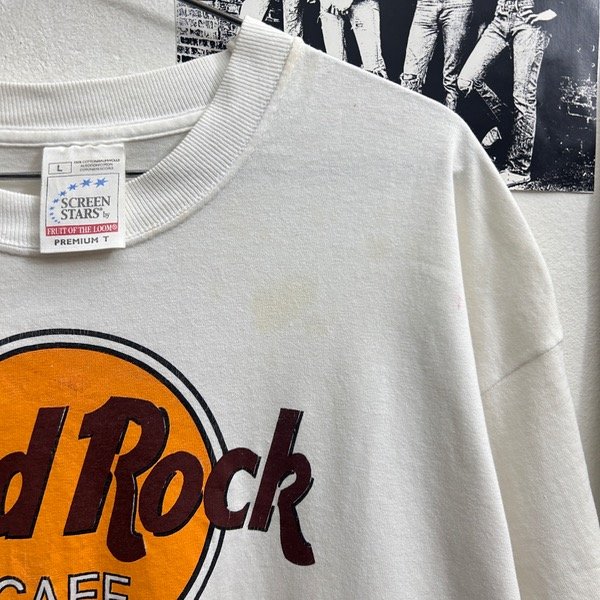 L
SCREEN
STARS® by
FRUIT OF THE LOOM®
PREMIUM T
d Rock
CAFE